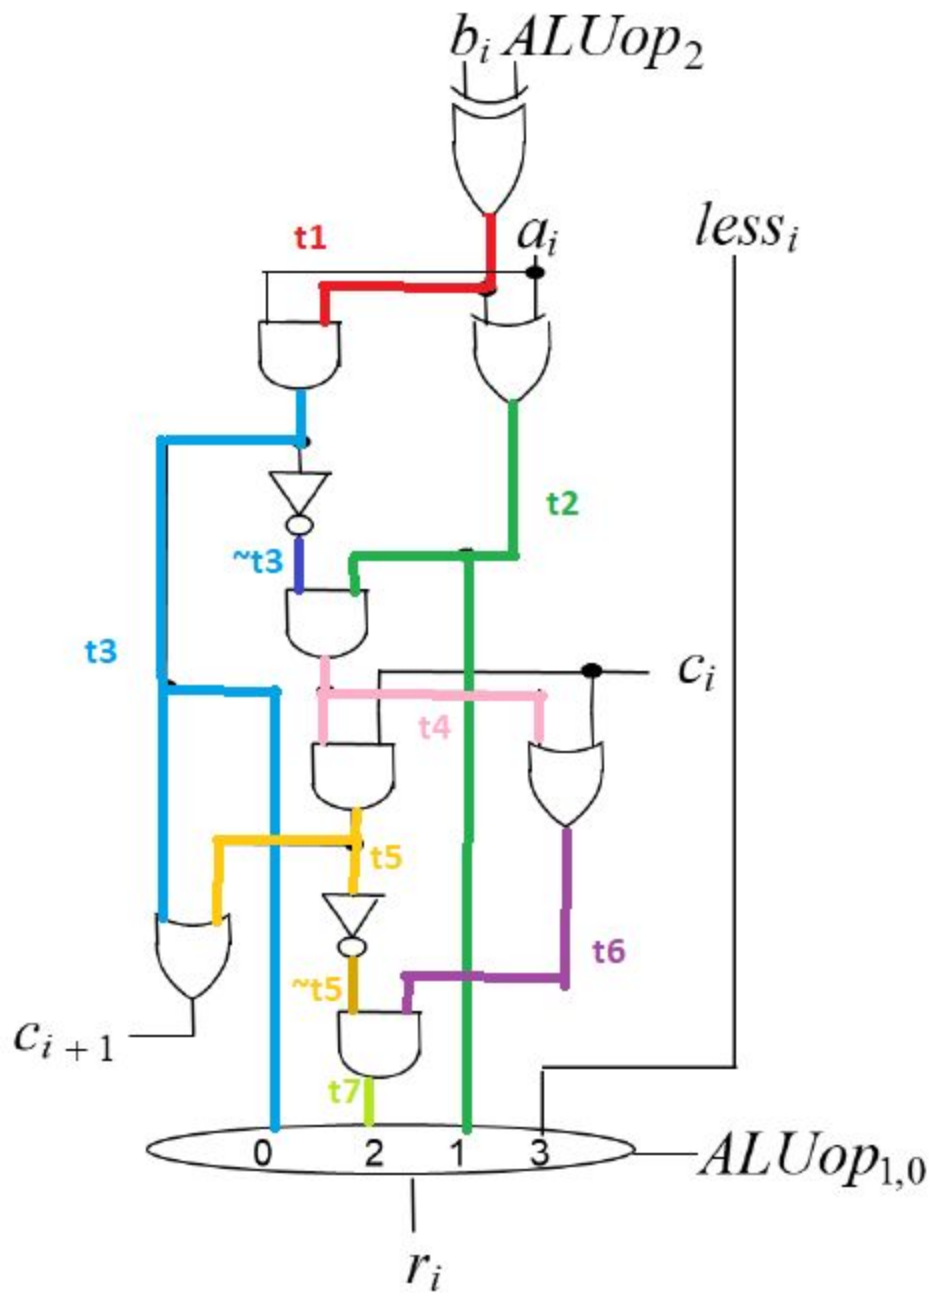 b_i ALUop_2
t1
a_i
less_i
t2
~t3
t3
c_i
t4
t5
t6
~t5
c_{i+1}
t7
0 2 1 3
ALUop_{1,0}
r_i